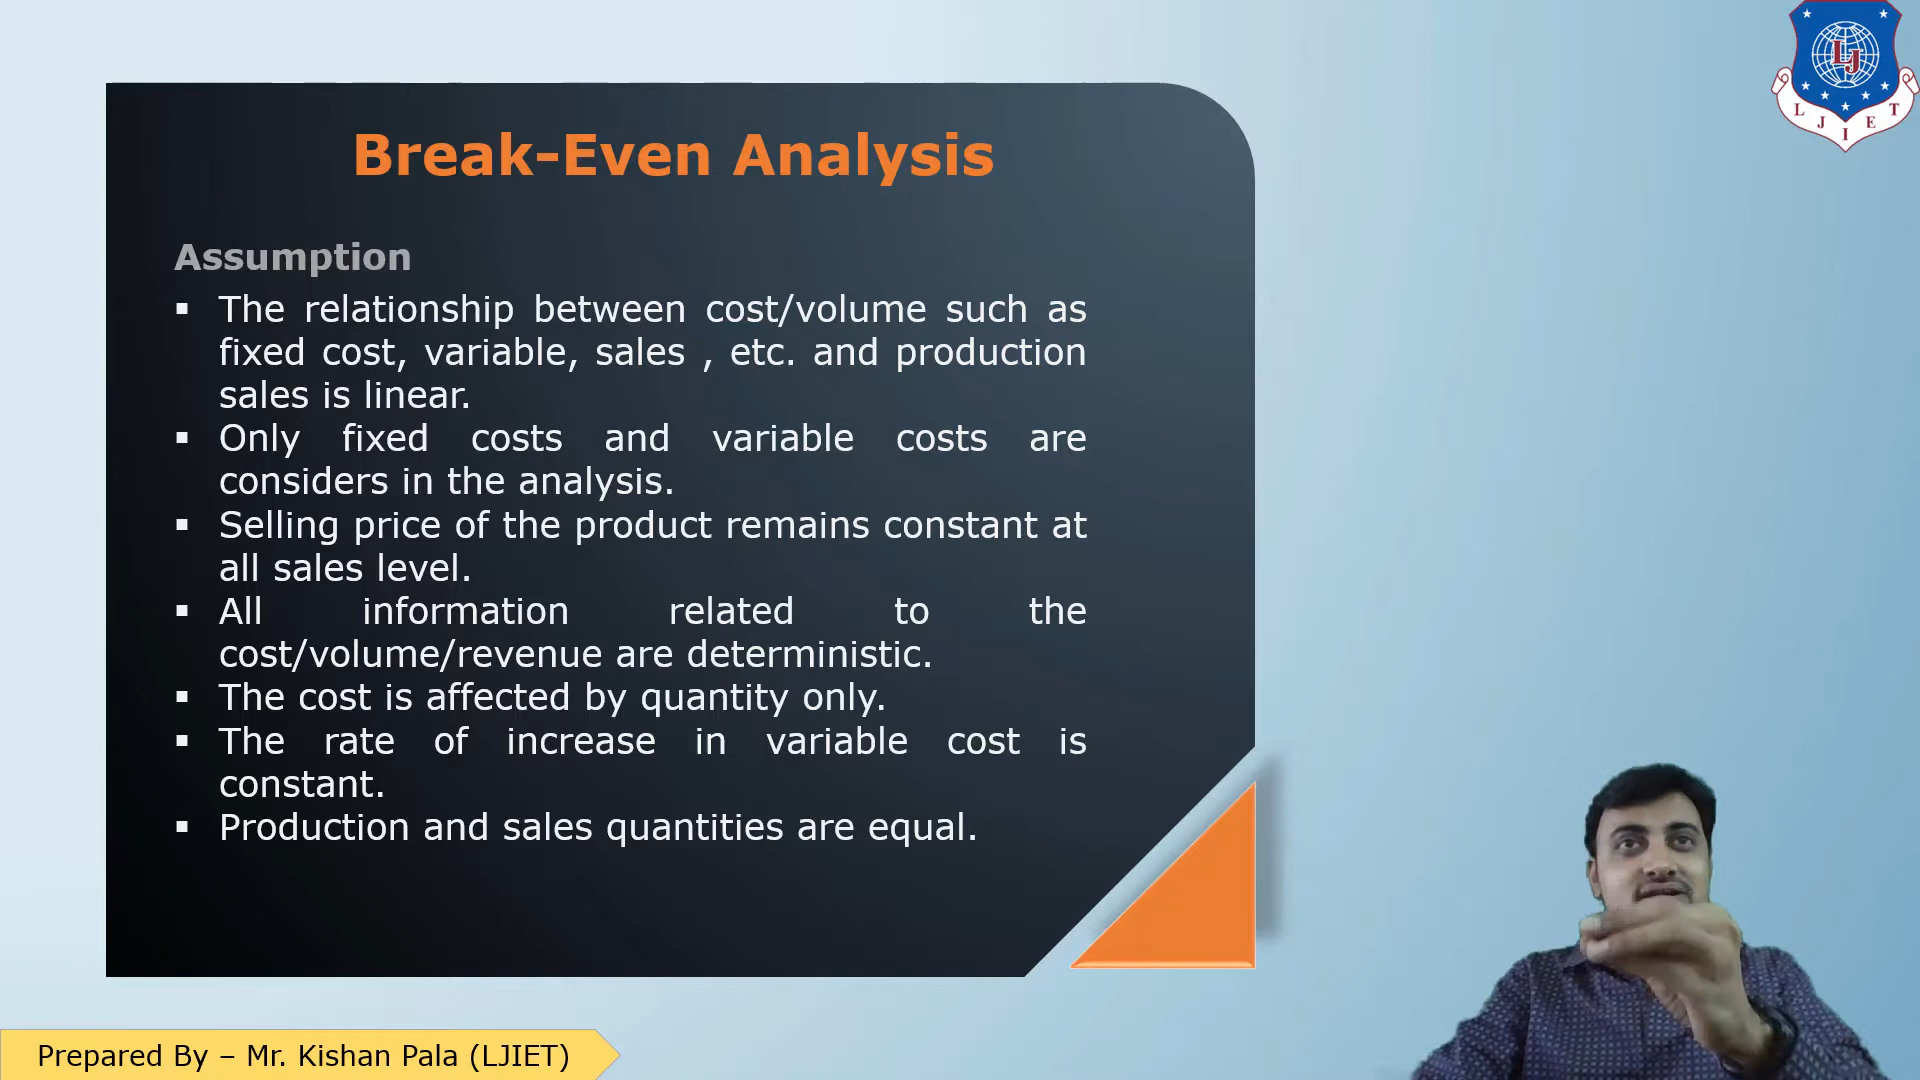 Break-Even Analysis
Assumption
▪ The relationship between cost/volume such as
fixed cost, variable, sales , etc. and production
sales is linear.
▪ Only fixed costs and variable costs are
considers in the analysis.
▪ Selling price of the product remains constant at
all sales level.
▪ All information related to the
cost/volume/revenue are deterministic.
▪ The cost is affected by quantity only.
▪ The rate of increase in variable cost is
constant.
▪ Production and sales quantities are equal.
LJ
L J I E T
Prepared By – Mr. Kishan Pala (LJIET)